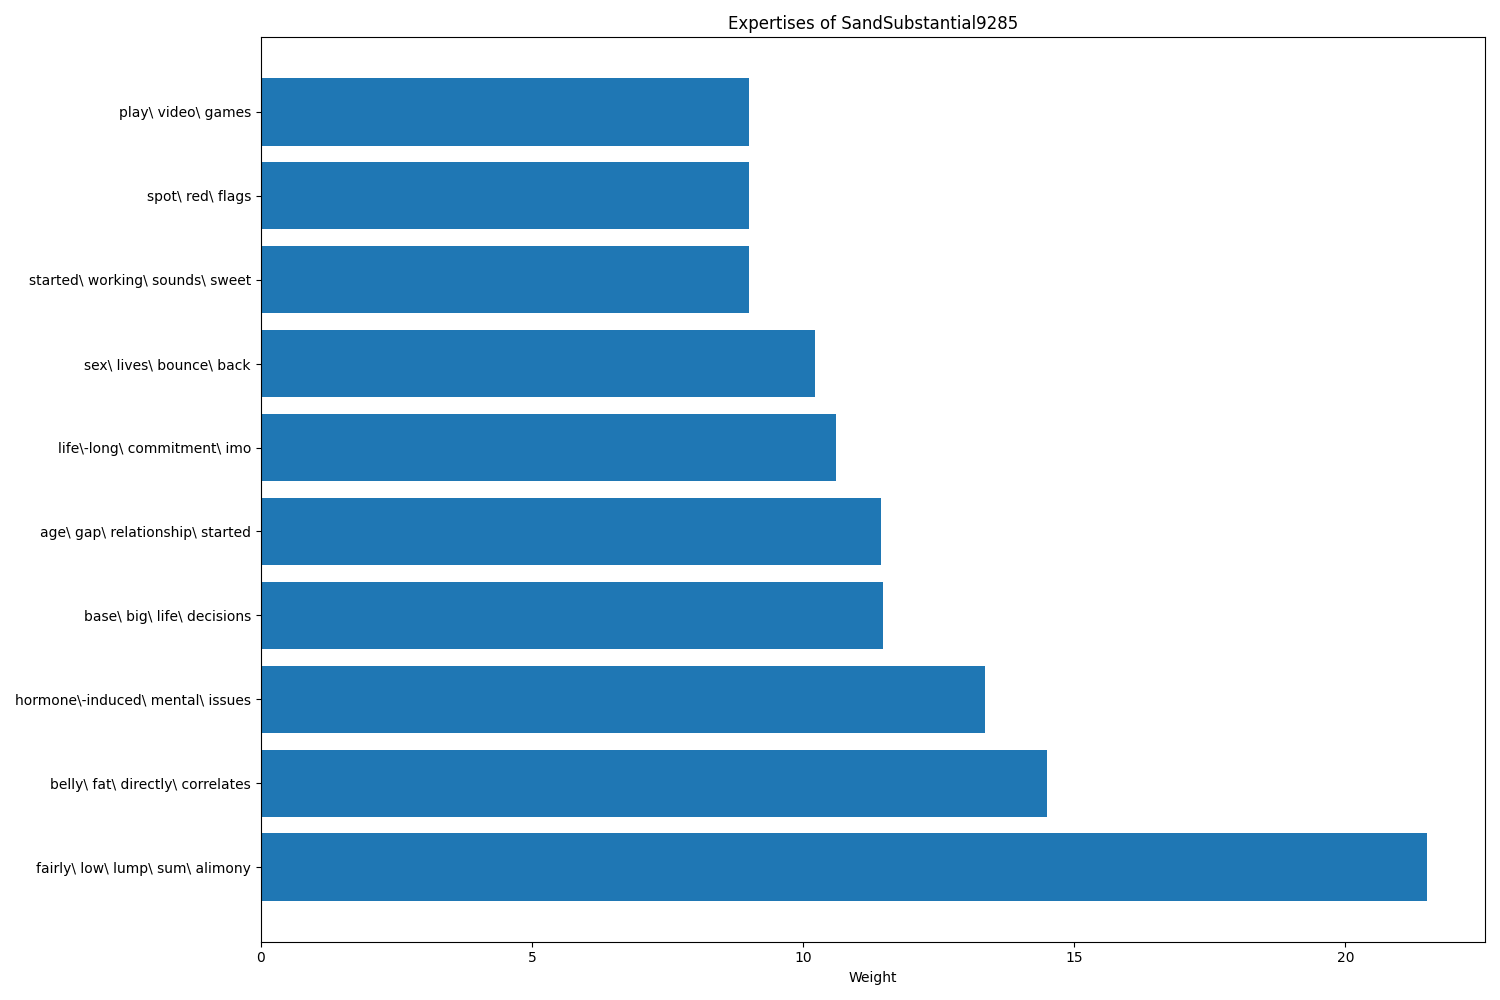 Expertises of SandSubstantial9285
play\ video\ games
spot\ red\ flags
started\ working\ sounds\ sweet
sex\ lives\ bounce\ back
life\-long\ commitment\ imo
age\ gap\ relationship\ started
base\ big\ life\ decisions
hormone\-induced\ mental\ issues
belly\ fat\ directly\ correlates
fairly\ low\ lump\ sum\ alimony
0 5 10 15 20
Weight